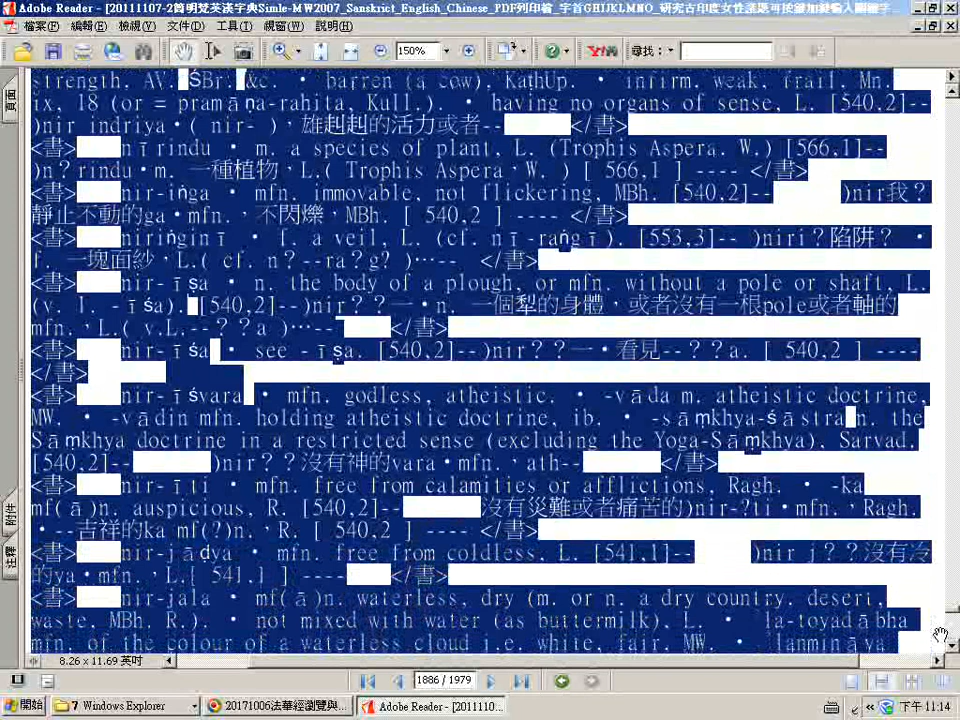 Adobe Reader - [20111107-2簡明梵英漢字典Simle-MW2007_Sanskrict_English_Chinese_PDF列印檔_字首GHIJKLMNO_研究古印度女性
檔案(F) 編輯(E) 檢視(V) 文件(D) 工具(T) 視窗(W) 說明(H)
150% 尋找：
頁面
strength, AV. ŚBr. &c. • barren (a cow), KathUp. • infirm, weak, frail, Mn.
ix, 18 (or = pramāṇa-rahita, Kull.) • having no organs of sense, L. [540,2]--
)nir indriya•( nir- )，雄赳赳的活力或者-- </書>
<書> nīrindu • m. a species of plant, L. (Trophis Aspera. W.) [566,1]--
)n？rindu•m. 一種植物，L.( Trophis Aspera，W. ) [ 566,1 ] ---- </書>
<書> nir-iṅga • mfn. immovable, not flickering, MBh. [540,2]-- )nir我？
靜止不動的ga•mfn.，不閃爍，MBh. [ 540,2 ] ---- </書>
<書> niriṅginī • f. a veil, L. (cf. nī-raṅgī). [553,3]-- )niri？陷阱？ •
f. 一塊面紗，L.( cf. n？--ra？g? )…-- </書>
<書> nir-īṣa • n. the body of a plough, or mfn. without a pole or shaft, L.
(v. l. -īśa). [540,2]--)nir？？一•n. 一個犁的身體，或者沒有一根pole或者軸的
mfn.，L.( v.L.--？？a )…-- </書>
<書> nir-īśa • see -īṣa. [540,2]--)nir？？一•看見--？？a. [ 540,2 ] ----
</書>
<書> nir-īśvara • mfn. godless, atheistic. • -vāda m. atheistic doctrine,
MW. • -vādin mfn. holding atheistic doctrine, ib. • -sāṃkhya-śāstra n. the
Sāṃkhya doctrine in a restricted sense (excluding the Yoga-Sāṃkhya), Sarvad.
[540,2]-- )nir？？沒有神的vara•mfn.，ath-- </書>
<書> nir-īti • mfn. free from calamities or afflictions, Ragh. • -ka
mf(ā)n. auspicious, R. [540,2]-- 沒有災難或者痛苦的)nir-?ti•mfn.，Ragh.
•--吉祥的ka mf(?)n.，R. [ 540,2 ] ---- </書>
<書> nir-jāḍya • mfn. free from coldless, L. [541,1]-- )nir j？？沒有冷
的ya•mfn.，L.[ 541,1 ] ---- </書>
<書> nir-jala • mf(ā)n. waterless, dry (m. or n. a dry country. desert,
waste, MBh. R.). • not mixed with water (as buttermilk), L. • la-toyadābha
mfn. of the colour of a waterless cloud i.e. white, fair, MW. • lanmināya
附件
註釋
8.26 x 11.69 英吋
1886 / 1979
開始 7 Windows Explorer 20171006法華經瀏覽與... Adobe Reader - [2011110... 下午 11:14